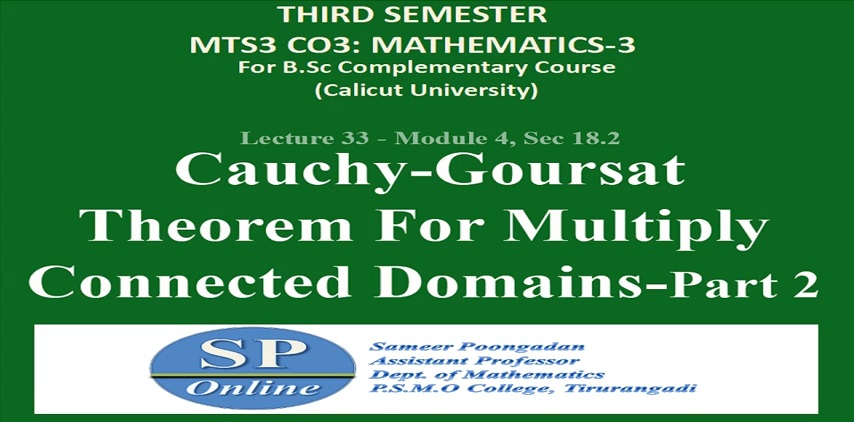 THIRD SEMESTER
MTS3 CO3: MATHEMATICS-3
For B.Sc Complementary Course
(Calicut University)
Lecture 33 - Module 4, Sec 18.2
Cauchy-Goursat
Theorem For Multiply
Connected Domains-Part 2
SP
Online
Sameer Poongadan
Assistant Professor
Dept. of Mathematics
P.S.M.O College, Tirurangadi